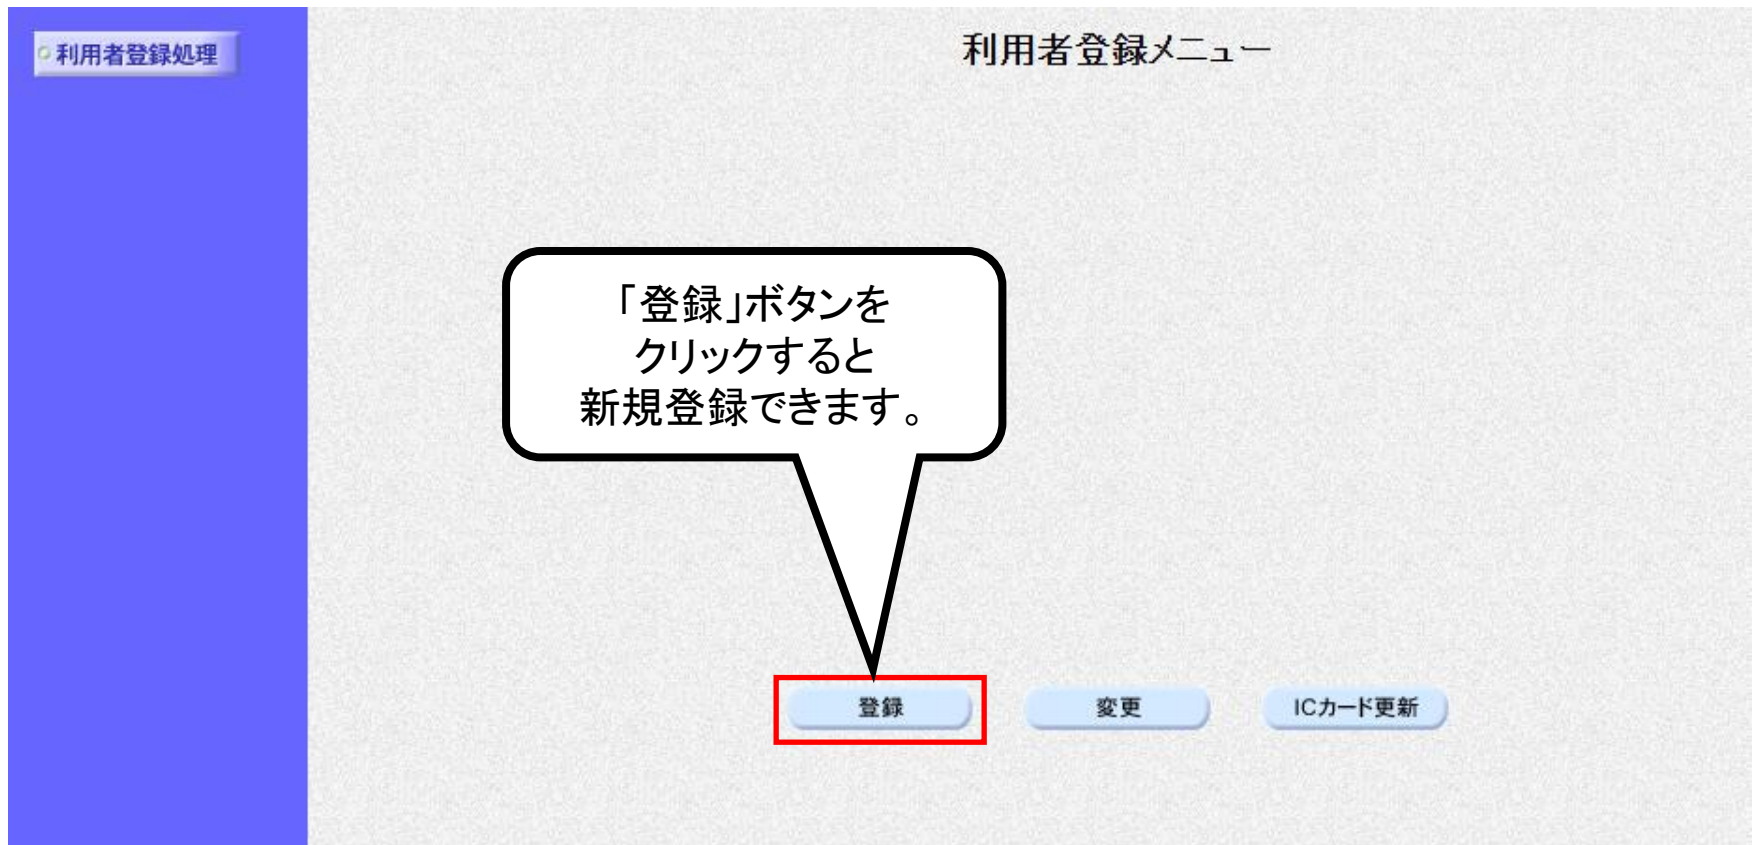 利用者登録処理
利用者登録メニュー
「登録」ボタンを
クリックすると
新規登録できます。
登録
変更
ICカード更新